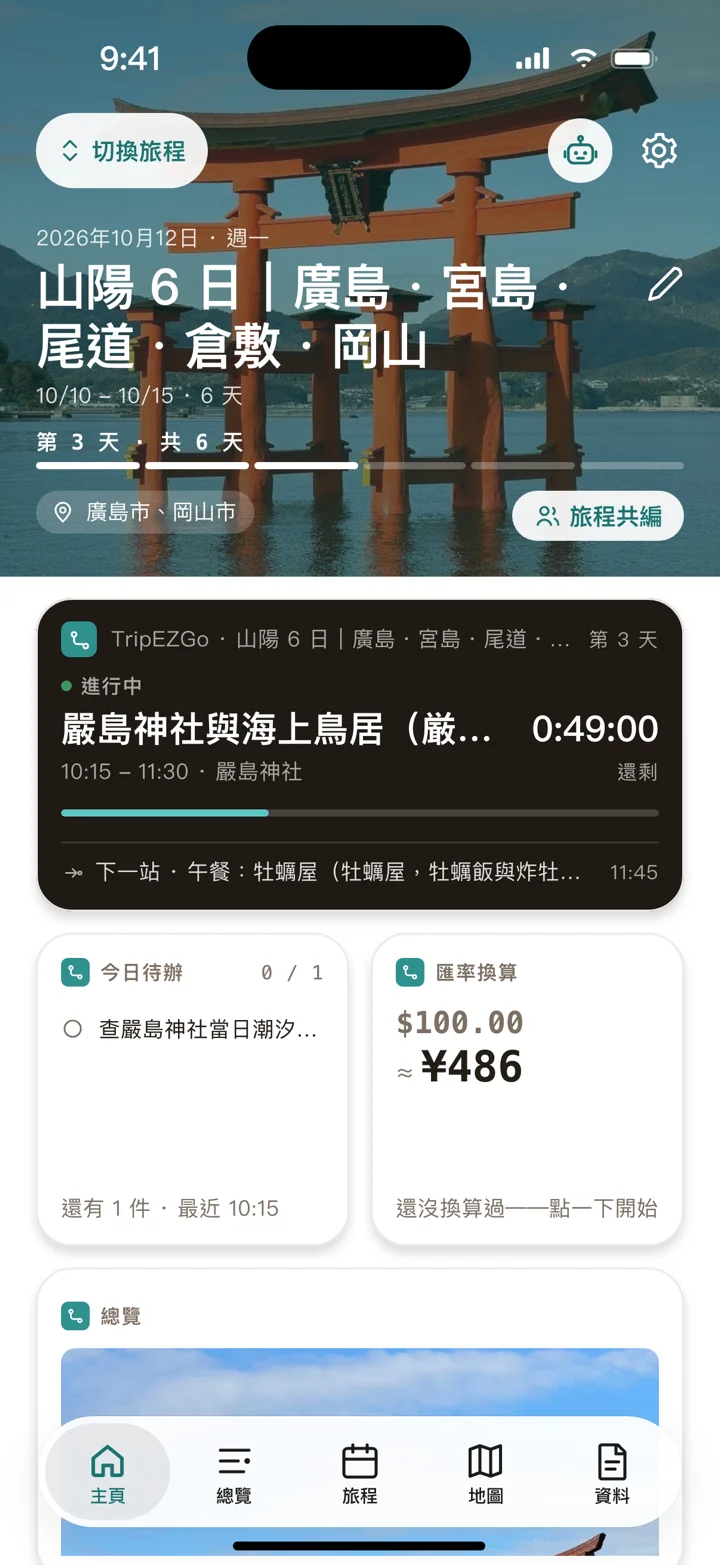 9:41
切換旅程
2026年10月12日 · 週一
山陽 6 日｜廣島 · 宮島 ·
尾道 · 倉敷 · 岡山
10/10 – 10/15 · 6 天
第 3 天 · 共 6 天
廣島市、岡山市
旅程共編
TripEZGo · 山陽 6 日｜廣島 · 宮島 · 尾道 · … 第 3 天
進行中
嚴島神社與海上鳥居（厳… 0:49:00
10:15 – 11:30 · 嚴島神社 還剩
下一站 · 午餐：牡蠣屋（牡蠣屋，牡蠣飯與炸牡… 11:45
今日待辦 0 / 1
查嚴島神社當日潮汐…
還有 1 件 · 最近 10:15
匯率換算
$100.00
≈ ¥486
還沒換算過——點一下開始
總覽
主頁
總覽
旅程
地圖
資料